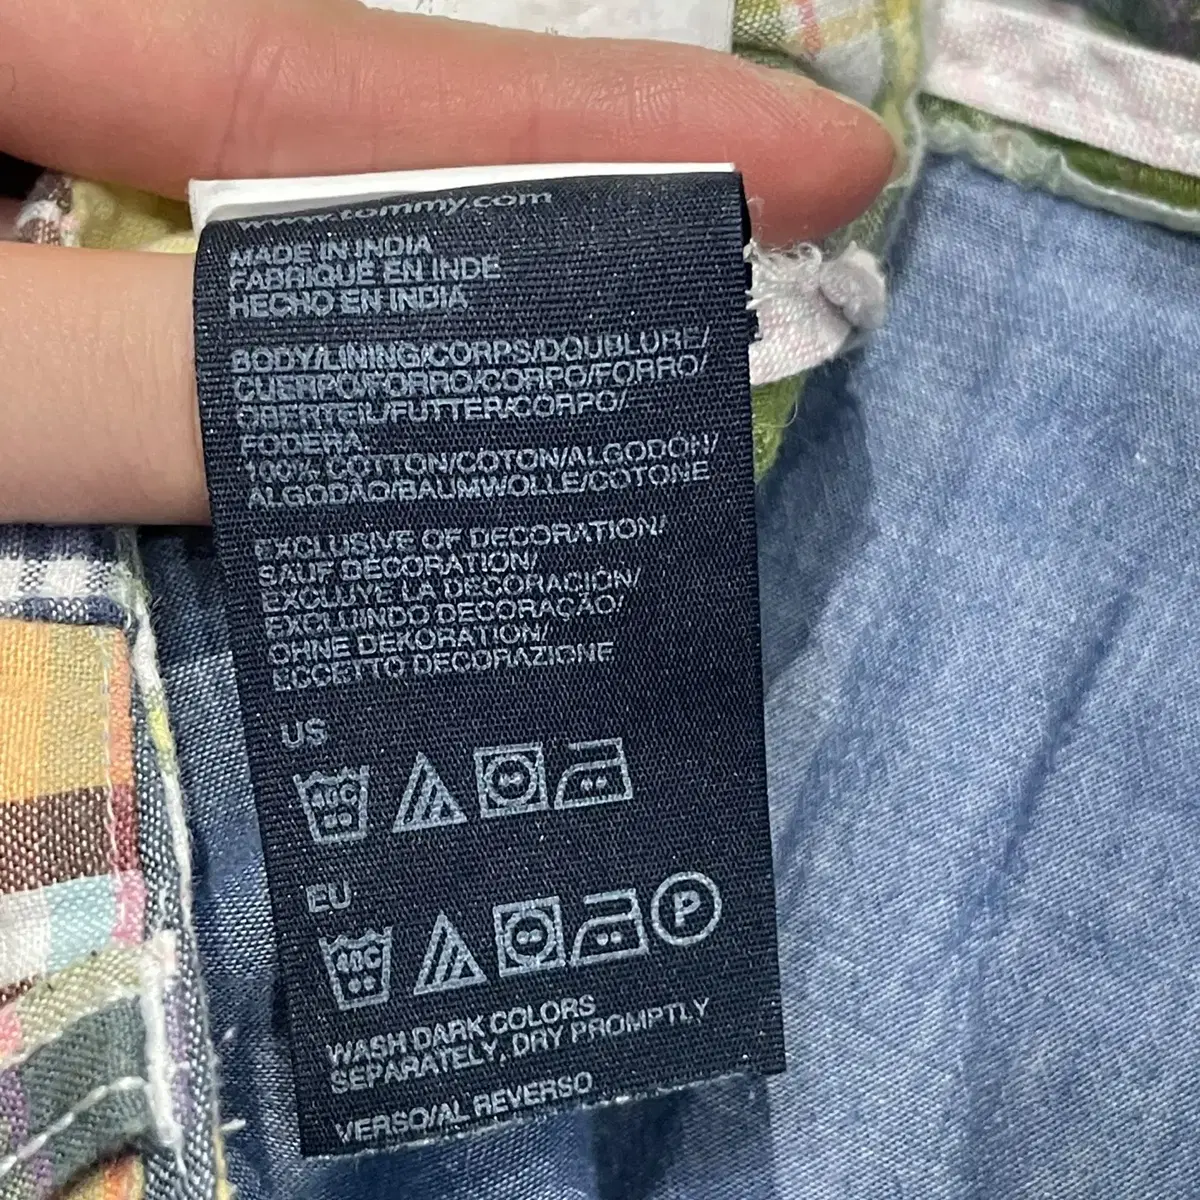 www.tommy.com
MADE IN INDIA
FABRIQUÉ EN INDE
HECHO EN INDIA
BODY/LINING/CORPS/DOUBLURE/
CUERPO/FORRO/CORPO/FORRO/
OBERTEIL/FUTTER/CORPO/
FODERA
100% COTTON/COTON/ALGODÓN/
ALGODÃO/BAUMWOLLE/COTONE
EXCLUSIVE OF DECORATION/
SAUF DECORATION/
EXCLUYE LA DECORACIÓN/
EXCLUINDO DECORAÇÃO/
OHNE DEKORATION/
ECCETTO DECORAZIONE
US
EU
P
WASH DARK COLORS
SEPARATELY, DRY PROMPTLY
VERSO/AL REVERSO